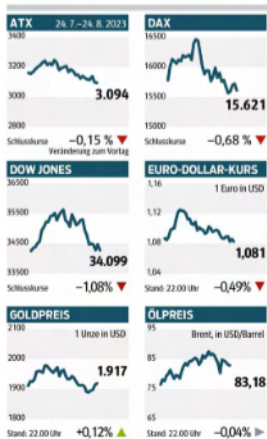 ATX 24.7.–24.8.2023
3400
3200
3000
2800
3.094
Schlusskurse –0,15 %
Veränderung zum Vortag
DAX
16500
16000
15500
15000
15.621
Schlusskurse –0,68 %
DOW JONES
36500
35500
34500
33500
34.099
Schlusskurse –1,08%
EURO-DOLLAR-KURS
1,16
1 Euro in USD
1,12
1,08
1,04
1,081
Stand: 22.00 Uhr –0,49%
GOLDPREIS
2100
1 Unze in USD
2000
1900
1800
1.917
Stand: 22.00 Uhr +0,12%
ÖLPREIS
95
Brent, in USD/Barrel
85
75
65
83,18
Stand: 22.00 Uhr –0,04%